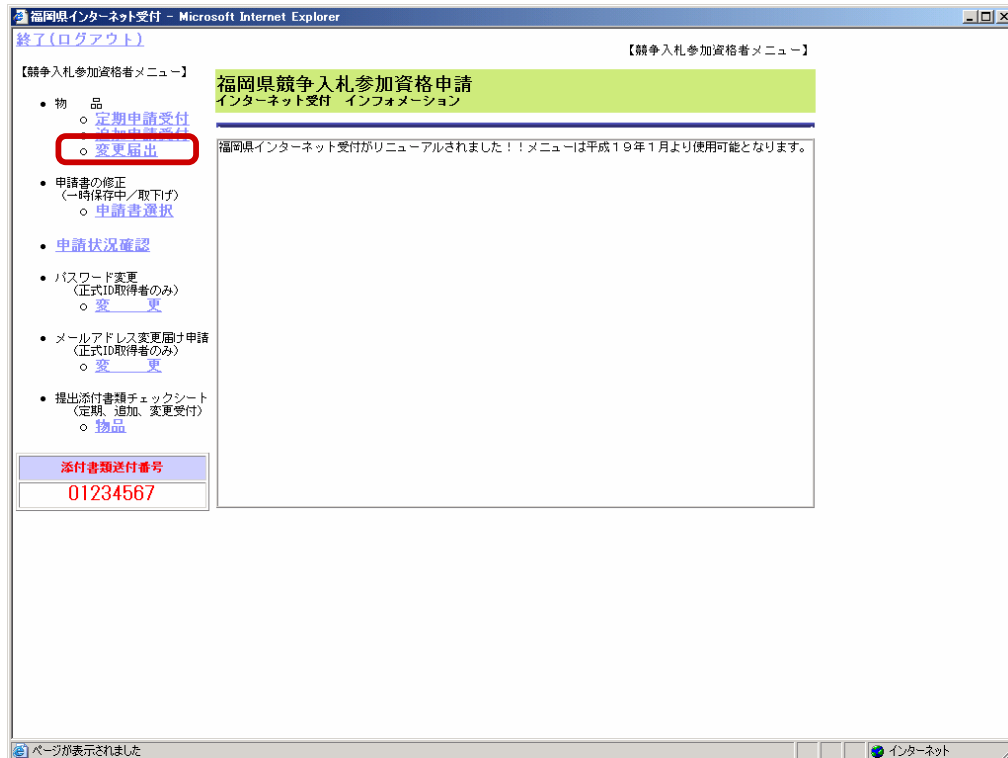 福岡県インターネット受付 - Microsoft Internet Explorer
終了(ログアウト)
【競争入札参加資格者メニュー】
【競争入札参加資格者メニュー】
福岡県競争入札参加資格申請
インターネット受付 インフォメーション
物 品
定期申請受付
追加申請受付
変更届出
申請書の修正
(一時保存中/取下げ)
申請書選択
申請状況確認
パスワード変更
(正式ID取得者のみ)
変 更
メールアドレス変更届け申請
(正式ID取得者のみ)
変 更
提出添付書類チェックシート
(定期、追加、変更受付)
物品
添付書類送付番号
01234567
福岡県インターネット受付がリニューアルされました!!メニューは平成19年1月より使用可能となります。
ページが表示されました
インターネット